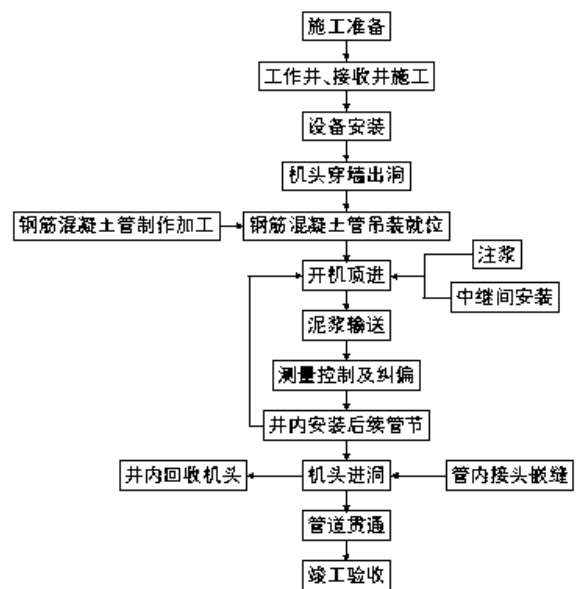 施工准备
工作井、接收井施工
设备安装
机头穿墙出洞
钢筋混凝土管制作加工
钢筋混凝土管吊装就位
注浆
开机顶进
中继间安装
泥浆输送
测量控制及纠偏
井内安装后续管节
井内回收机头
机头进洞
管内接头嵌缝
管道贯通
竣工验收